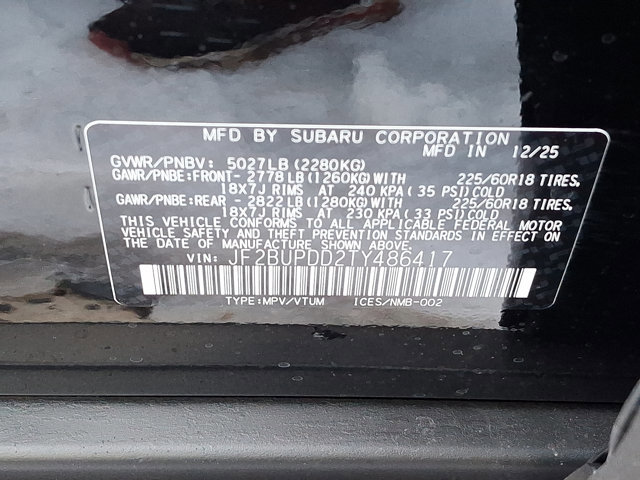 MFD BY SUBARU CORPORATION
MFD IN 12/25
GVWR/PNBV: 5027LB(2280KG)
GAWR/PNBE:FRONT- 2778 LB(1260KG)WITH 225/60R18 TIRES,
18X7J RIMS AT 240 KPA( 35 PSI)COLD
GAWR/PNBE:REAR - 2822 LB(1280KG)WITH 225/60R18 TIRES,
18X7J RIMS AT 230 KPA( 33 PSI)COLD
THIS VEHICLE CONFORMS TO ALL APPLICABLE FEDERAL MOTOR
VEHICLE SAFETY AND THEFT PREVENTION STANDARDS IN EFFECT ON
THE DATE OF MANUFACTURE SHOWN ABOVE.
VIN: JF2BUPDD2TY486417
TYPE:MPV/VTUM ICES/NMB-002